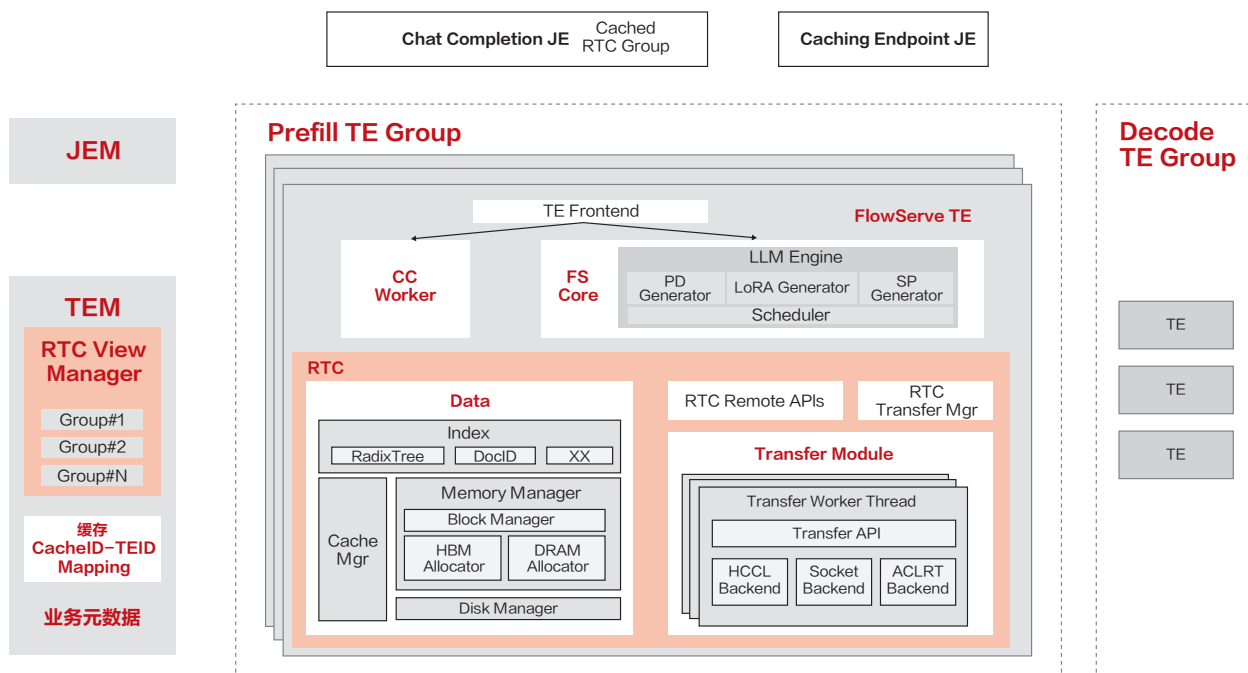 Chat Completion JE
Cached
RTC Group
Caching Endpoint JE
JEM
TEM
RTC View
Manager
Group#1
Group#2
Group#N
缓存
CacheID-TEID
Mapping
业务元数据
Prefill TE Group
TE Frontend
FlowServe TE
CC
Worker
FS
Core
LLM Engine
PD
Generator
LoRA Generator
SP
Generator
Scheduler
RTC
Data
Index
RadixTree
DocID
XX
Cache
Mgr
Memory Manager
Block Manager
HBM
Allocator
DRAM
Allocator
Disk Manager
RTC Remote APIs
RTC
Transfer Mgr
Transfer Module
Transfer Worker Thread
Transfer API
HCCL
Backend
Socket
Backend
ACLRT
Backend
Decode
TE Group
TE
TE
TE